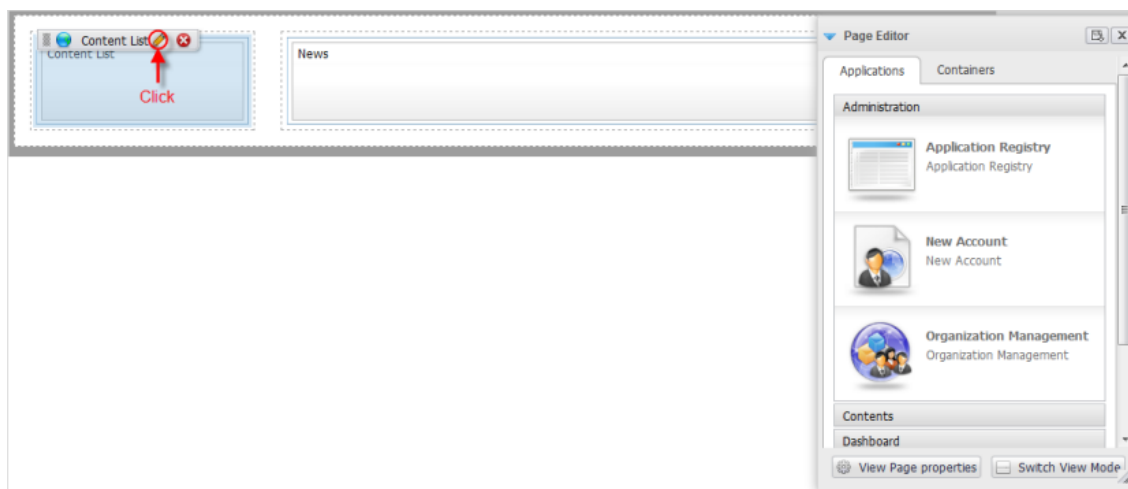 Content List
Content List
Click
News
Page Editor
Applications
Containers
Administration
Application Registry
Application Registry
New Account
New Account
Organization Management
Organization Management
Contents
Dashboard
View Page properties
Switch View Mode